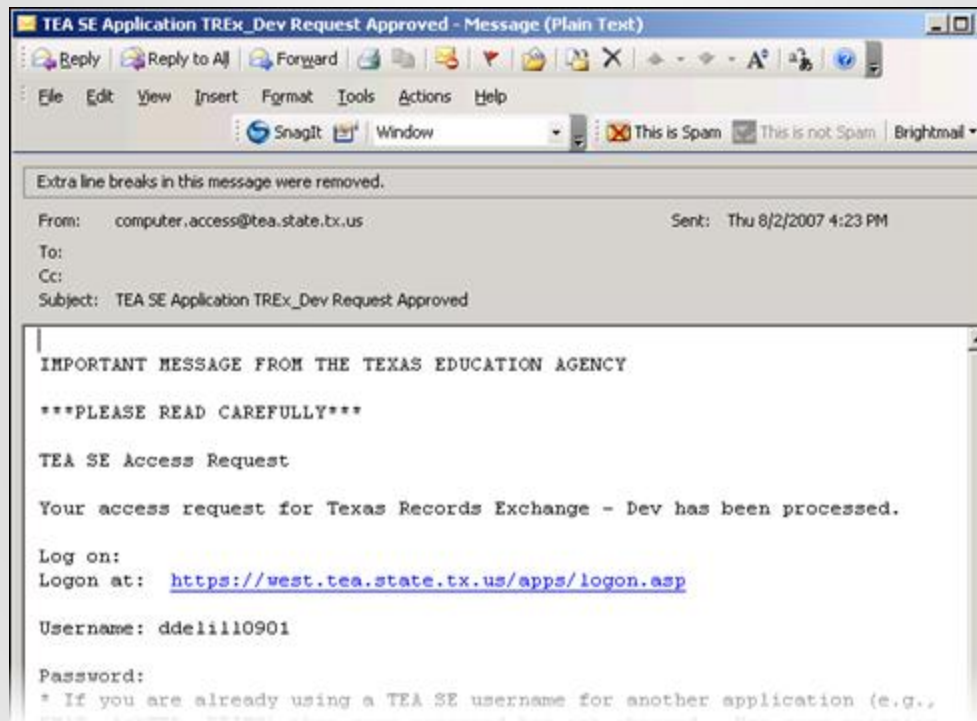 TEA SE Application TREx_Dev Request Approved - Message (Plain Text)
Reply Reply to All Forward
File Edit View Insert Format Tools Actions Help
SnagIt Window This is Spam This is not Spam Brightmail
Extra line breaks in this message were removed.
From: computer.access@tea.state.tx.us Sent: Thu 8/2/2007 4:23 PM
To:
Cc:
Subject: TEA SE Application TREx_Dev Request Approved
IMPORTANT MESSAGE FROM THE TEXAS EDUCATION AGENCY
***PLEASE READ CAREFULLY***
TEA SE Access Request
Your access request for Texas Records Exchange - Dev has been processed.
Log on:
Logon at: https://west.tea.state.tx.us/apps/logon.asp
Username: ddelill0901
Password:
* If you are already using a TEA SE username for another application (e.g.,